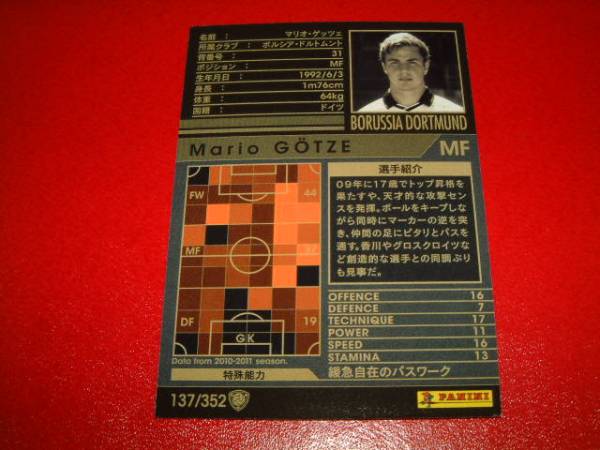 名前 : マリオ・ゲッツェ
所属クラブ : ボルシア・ドルトムント
背番号 : 31
ポジション : MF
生年月日 : 1992/6/3
身長 : 1m76cm
体重 : 64kg
国籍 : ドイツ
BORUSSIA DORTMUND
Mario GÖTZE
MF
FW 44
MF 37
DF 19
GK
Data from 2010-2011 season.
特殊能力
選手紹介
09年に17歳でトップ昇格
を果たすや、天才的な攻撃セン
スを発揮。ボールをキープしな
がら同時にマーカーの逆を突
き、仲間の足にピタリとパスを
通す。香川やグロスクロイツな
ど創造的な選手との同調ぶり
も見事だ。
OFFENCE 16
DEFENCE 7
TECHNIQUE 17
POWER 11
SPEED 16
STAMINA 13
緩急自在のパスワーク
137/352
PANINI